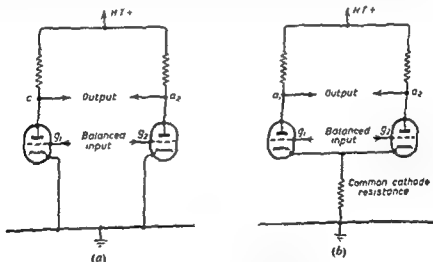 HT+
c
Output
a2
g1
Balanced
input
g2
(a)
HT+
a1
Output
a2
g1
Balanced
input
g2
Common cathode
resistance
(b)